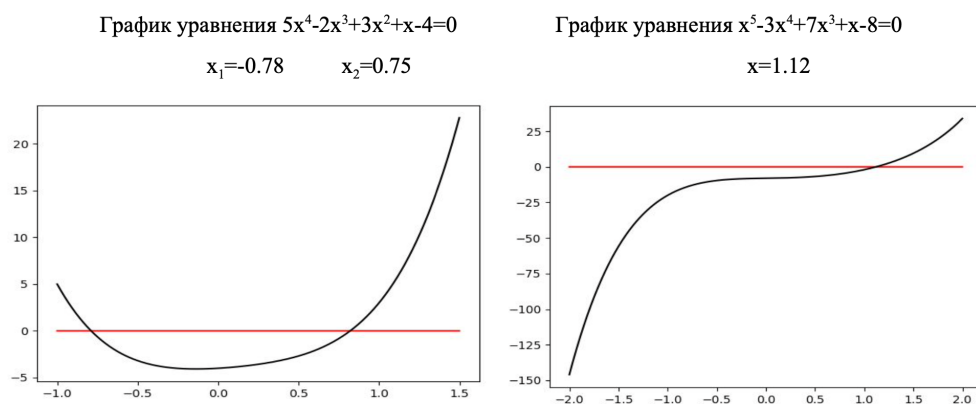 График уравнения 5x⁴-2x³+3x²+x-4=0
x₁=-0.78 x₂=0.75
20
15
10
5
0
−5
−1.0 −0.5 0.0 0.5 1.0 1.5
График уравнения x⁵-3x⁴+7x³+x-8=0
x=1.12
25
0
−25
−50
−75
−100
−125
−150
−2.0 −1.5 −1.0 −0.5 0.0 0.5 1.0 1.5 2.0